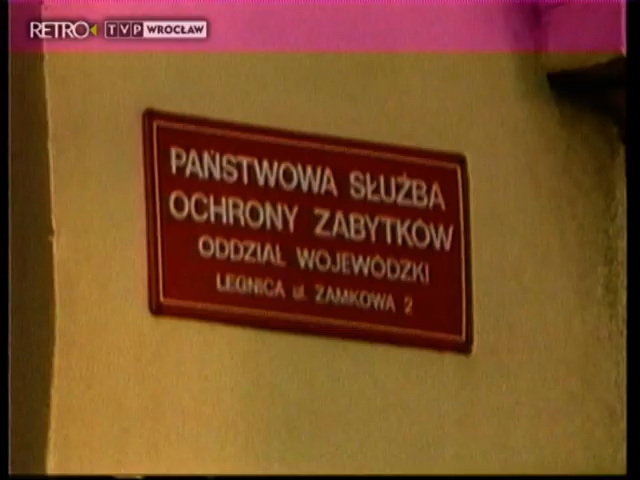 RETRO TVP WROCŁAW
PAŃSTWOWA SŁUŻBA
OCHRONY ZABYTKÓW
ODDZIAŁ WOJEWÓDZKI
LEGNICA ul. ZAMKOWA 2